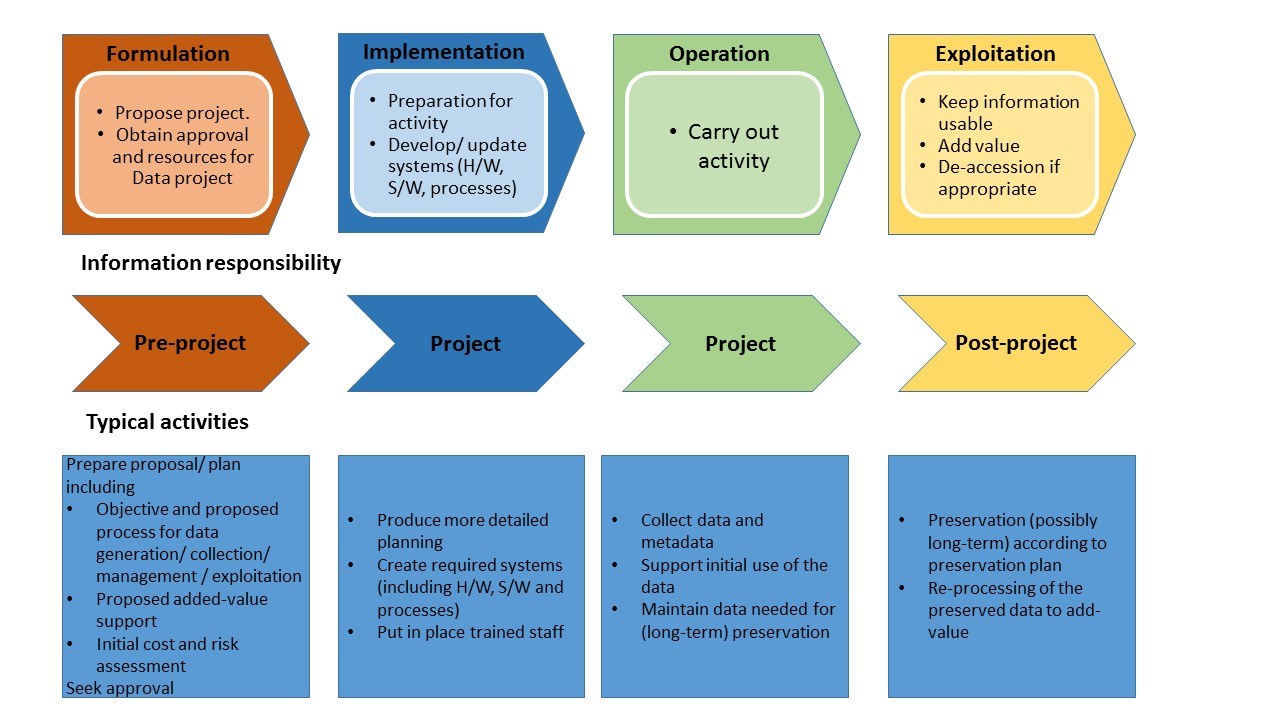 Formulation
• Propose project.
• Obtain approval
and resources for
Data project
Implementation
• Preparation for
activity
• Develop/ update
systems (H/W,
S/W, processes)
Operation
• Carry out
activity
Exploitation
• Keep information
usable
• Add value
• De-accession if
appropriate
Information responsibility
Pre-project
Project
Project
Post-project
Typical activities
Prepare proposal/ plan
including
• Objective and proposed
process for data
generation/ collection/
management / exploitation
• Proposed added-value
support
• Initial cost and risk
assessment
Seek approval
• Produce more detailed
planning
• Create required systems
(including H/W, S/W and
processes)
• Put in place trained staff
• Collect data and
metadata
• Support initial use of the
data
• Maintain data needed for
(long-term) preservation
• Preservation (possibly
long-term) according to
preservation plan
• Re-processing of the
preserved data to add-
value